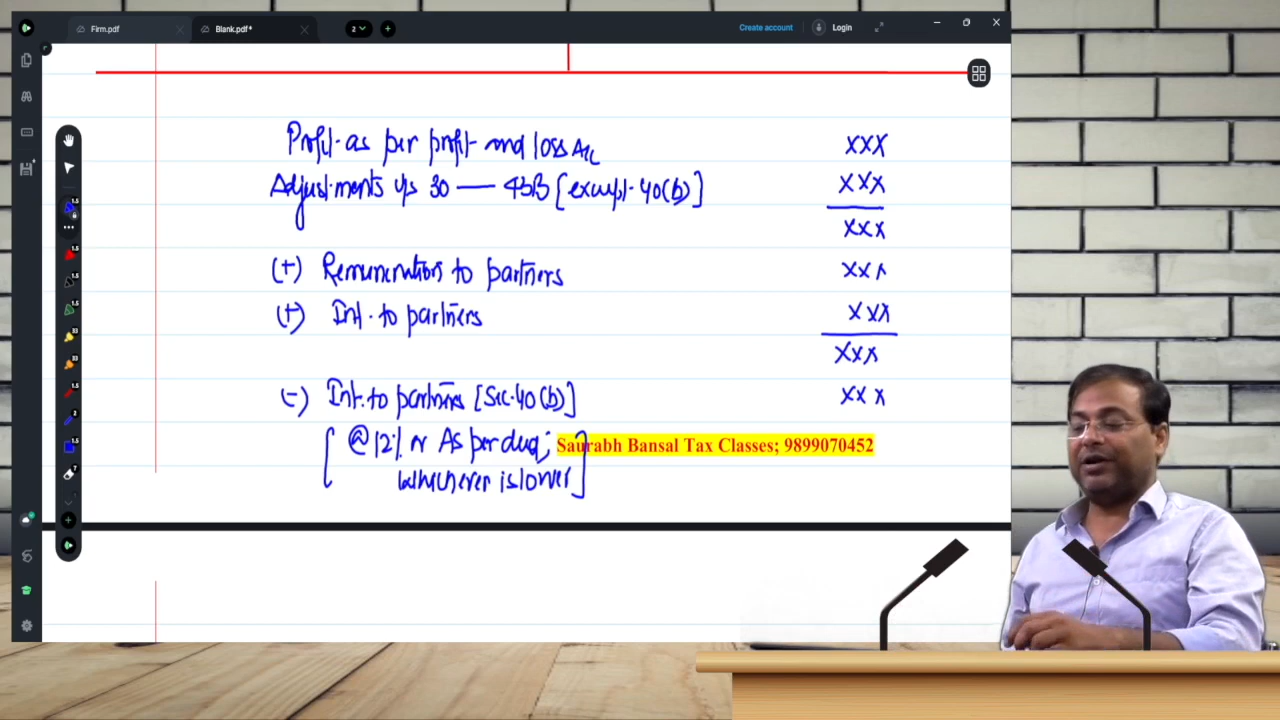 Firm.pdf
Blank.pdf*
2
Create account
Login
Profit as per profit and loss A/c XXX
Adjustments u/s 30 — 43B [except 40(b)] XXX
XXX
(+) Remuneration to partners XXX
(+) Int. to partners XXX
XXX
(-) Int. to partners [Sec. 40(b)] XXX
[@ 12% or As per deed;
whichever is lower]
Saurabh Bansal Tax Classes; 9899070452